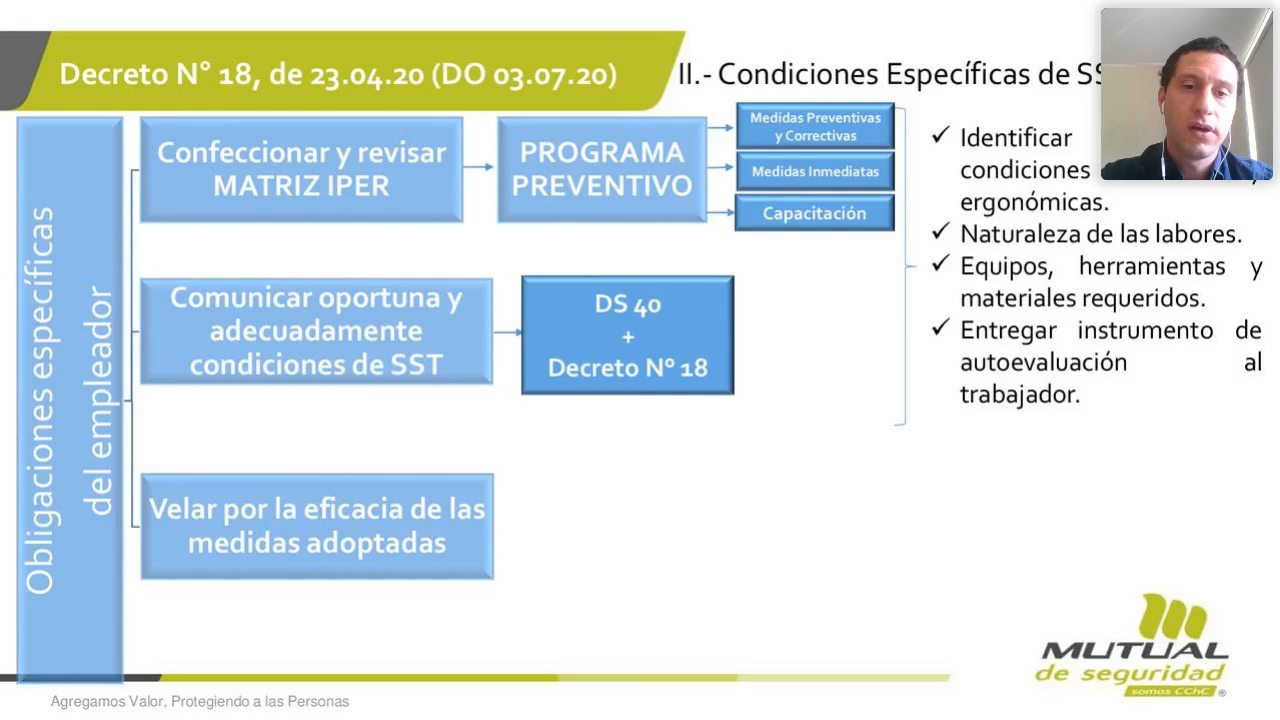 Decreto N° 18, de 23.04.20 (DO 03.07.20)
II.- Condiciones Específicas de
Obligaciones específicas
del empleador
Confeccionar y revisar
MATRIZ IPER
PROGRAMA
PREVENTIVO
Medidas Preventivas
y Correctivas
Medidas Inmediatas
Capacitación
Comunicar oportuna y
adecuadamente
condiciones de SST
DS 40
+
Decreto N° 18
Velar por la eficacia de las
medidas adoptadas
✓ Identificar
condiciones y
ergonómicas.
✓ Naturaleza de las labores.
✓ Equipos, herramientas y
materiales requeridos.
✓ Entregar instrumento de
autoevaluación al
trabajador.
MUTUAL
de seguridad
somos CChC ®
Agregamos Valor, Protegiendo a las Personas